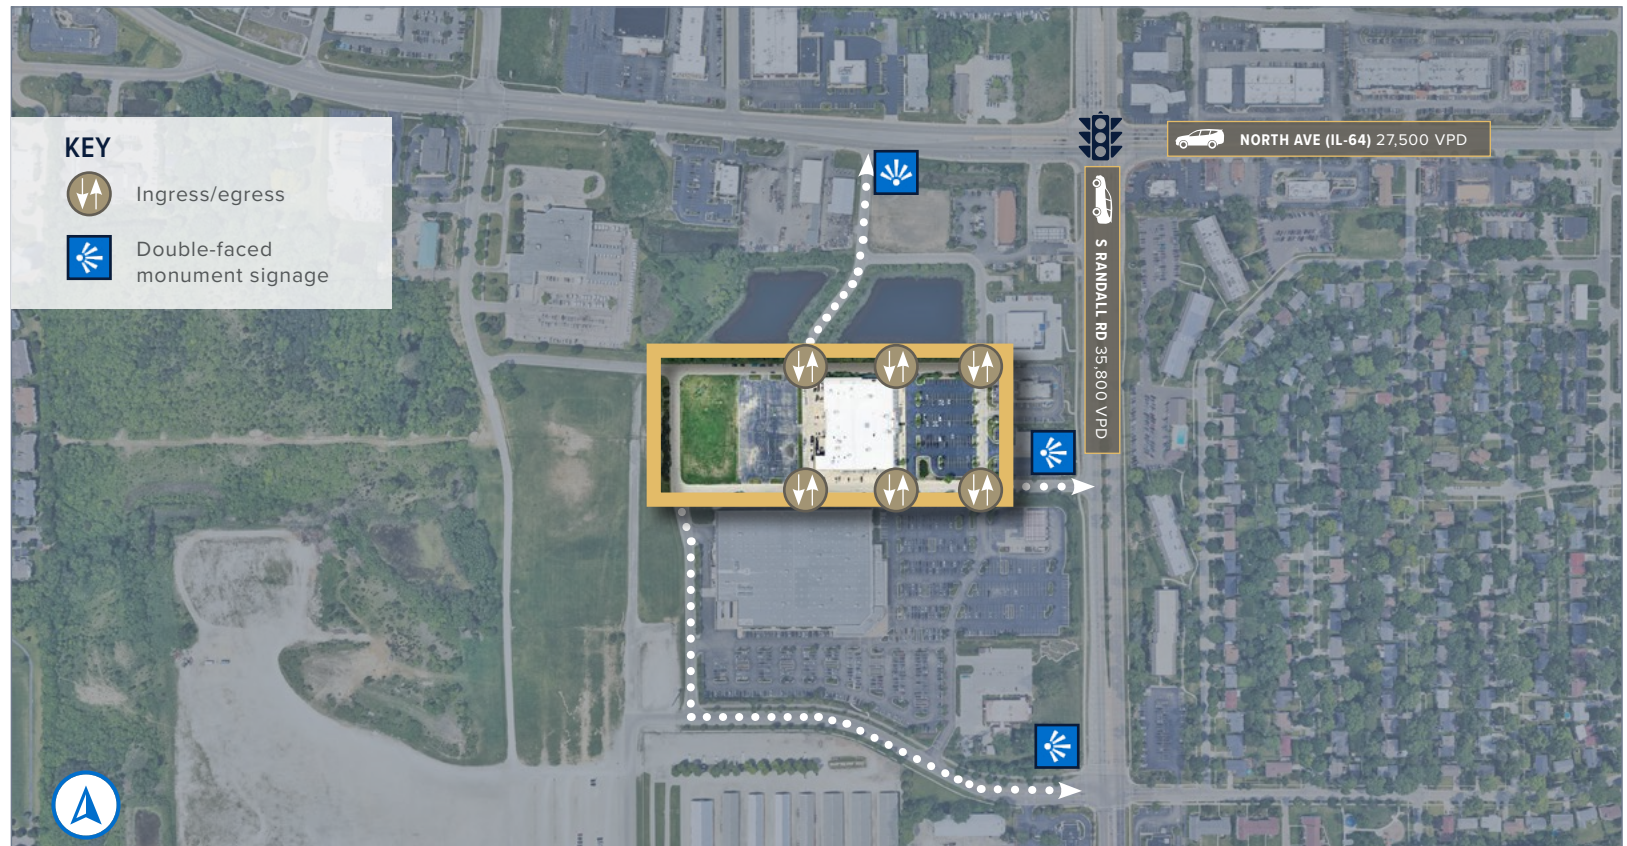 KEY
Ingress/egress
Double-faced
monument signage
NORTH AVE (IL-64) 27,500 VPD
S RANDALL RD 35,800 VPD